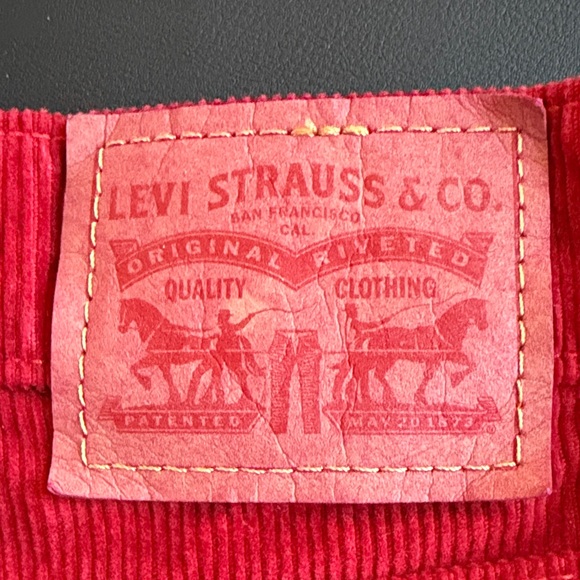 LEVI STRAUSS & CO.
SAN FRANCISCO
CAL.
ORIGINAL RIVETED
QUALITY CLOTHING
PATENTED MAY 20 1873